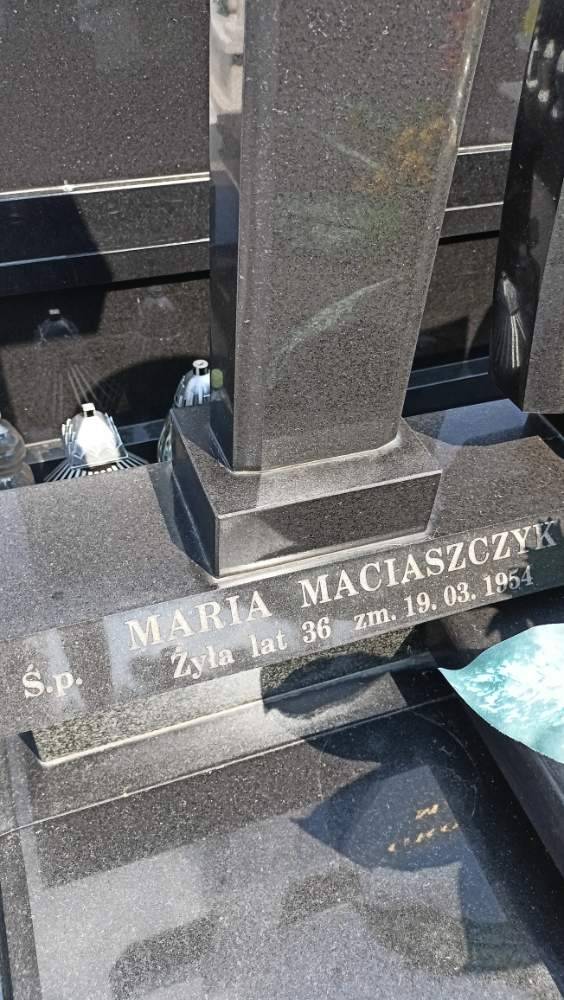 Ś.p. MARIA MACIASZCZYK
Żyła lat 36 zm. 19. 03. 1954